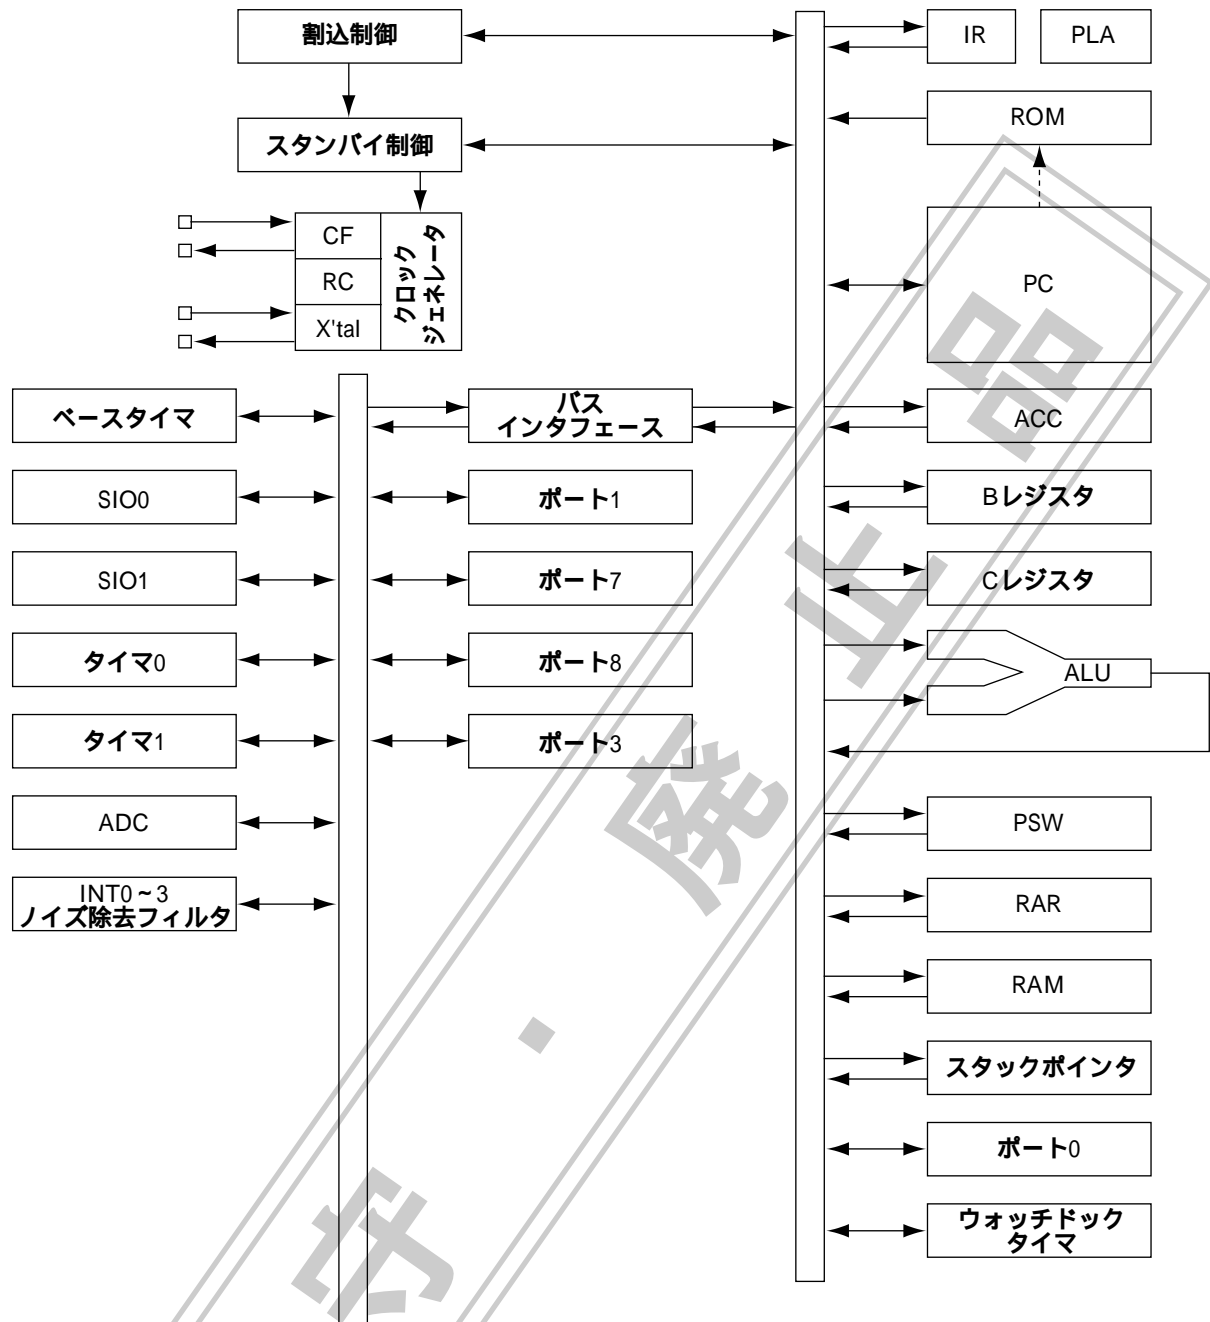 割込制御
IR
PLA
スタンバイ制御
ROM
CF
RC
X'tal
クロック
ジェネレータ
PC
ベースタイマ
バス
インタフェース
ACC
SIO0
ポート1
Bレジスタ
SIO1
ポート7
Cレジスタ
タイマ0
ポート8
ALU
タイマ1
ポート3
ADC
PSW
INT0~3
ノイズ除去フィルタ
RAR
RAM
スタックポインタ
ポート0
ウォッチドック
タイマ
守・廃止品